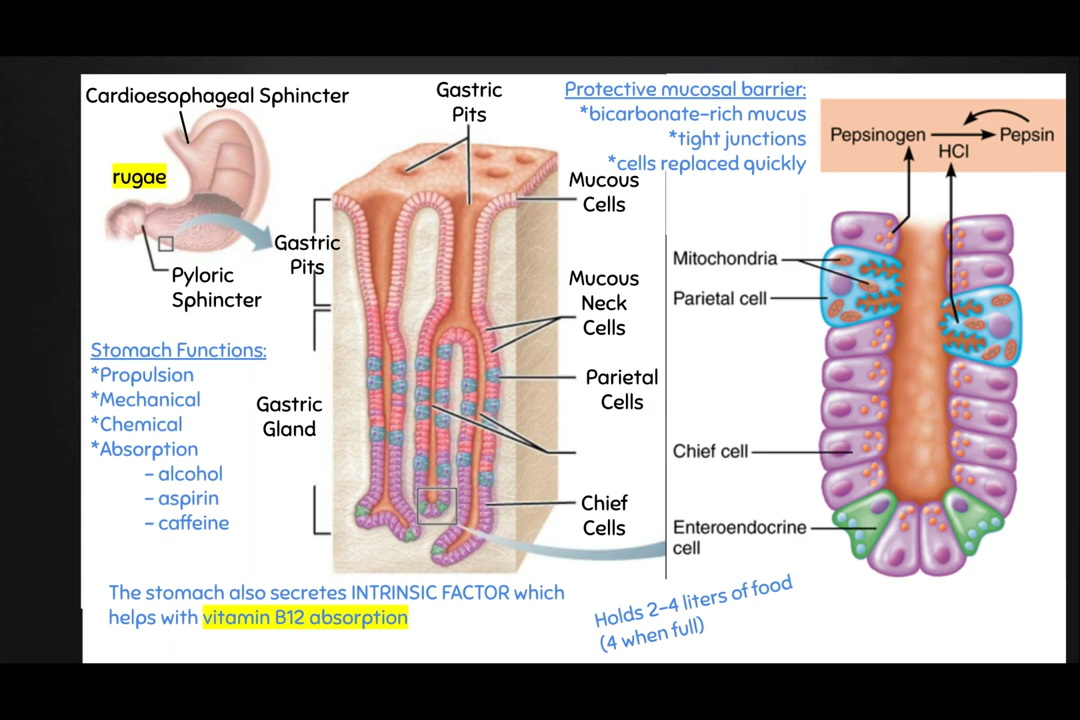 Cardioesophageal Sphincter
rugae
Pyloric
Sphincter
Gastric
Pits
Gastric
Pits
Gastric
Gland
Stomach Functions:
*Propulsion
*Mechanical
*Chemical
*Absorption
- alcohol
- aspirin
- caffeine
Protective mucosal barrier:
*bicarbonate-rich mucus
*tight junctions
*cells replaced quickly
Mucous
Cells
Mucous
Neck
Cells
Parietal
Cells
Chief
Cells
Pepsinogen
Pepsin
HCl
Mitochondria
Parietal cell
Chief cell
Enteroendocrine
cell
The stomach also secretes INTRINSIC FACTOR which
helps with vitamin B12 absorption
Holds 2-4 liters of food
(4 when full)